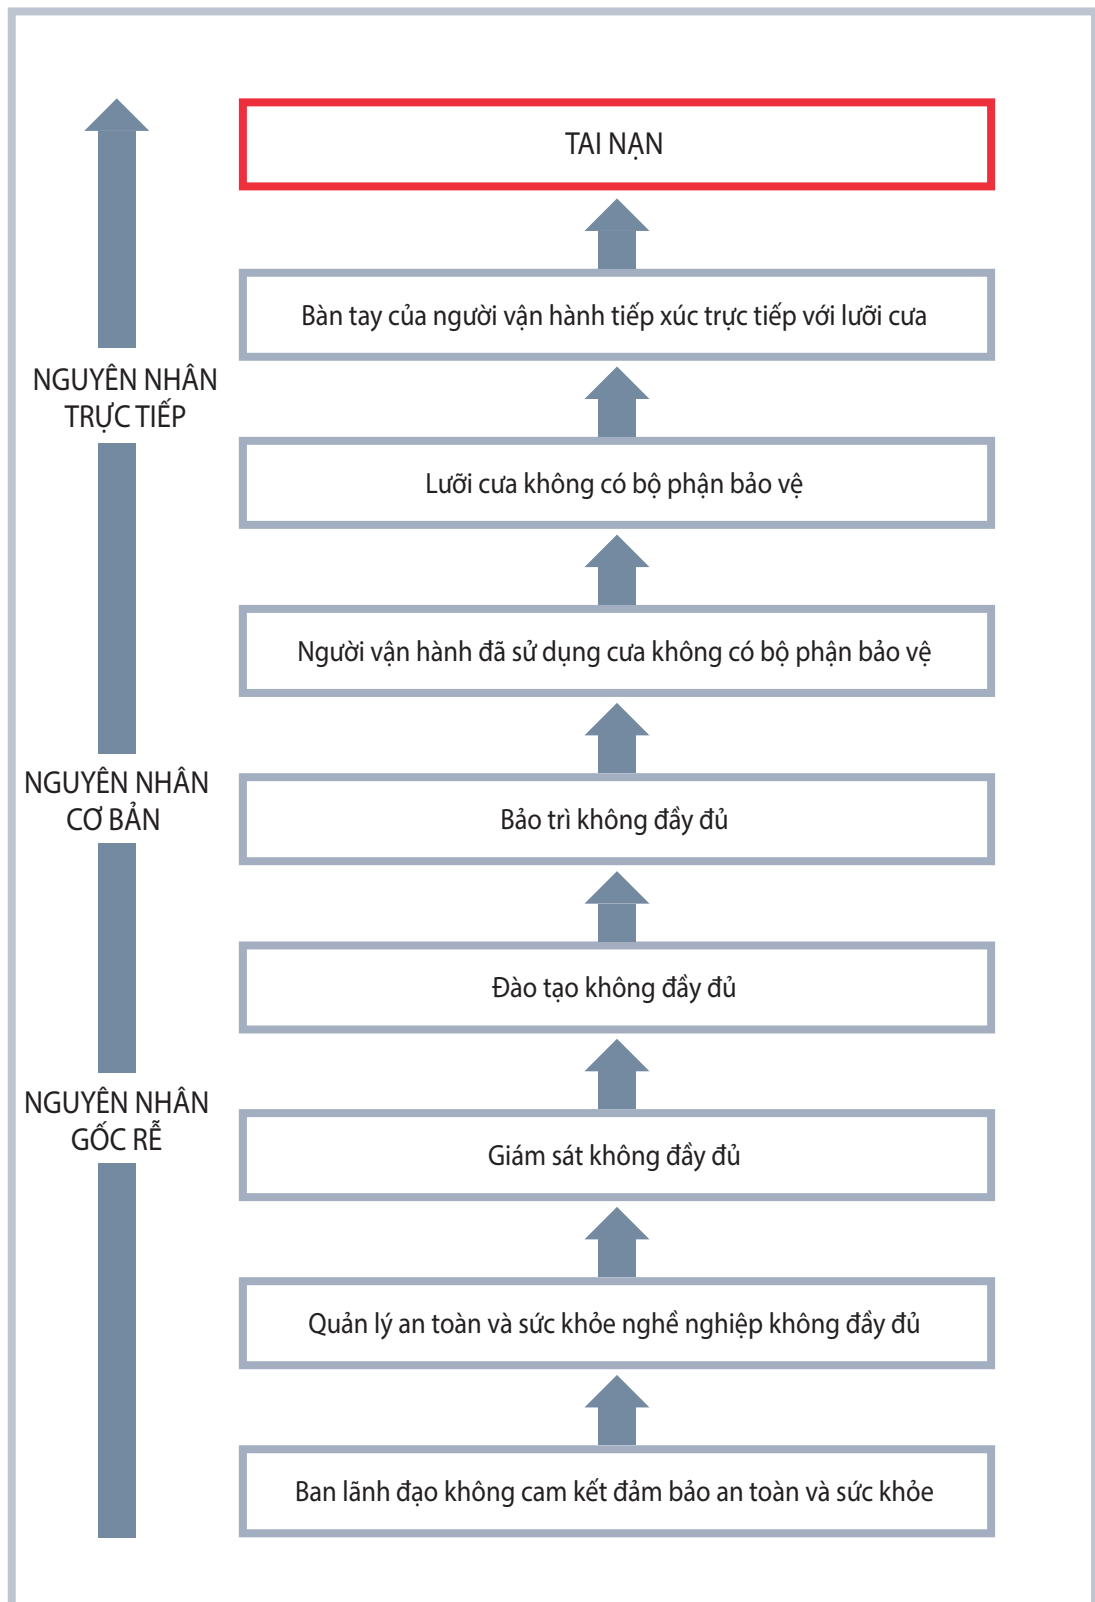 TAI NẠN
Bàn tay của người vận hành tiếp xúc trực tiếp với lưỡi cưa
NGUYÊN NHÂN
TRỰC TIẾP
Lưỡi cưa không có bộ phận bảo vệ
Người vận hành đã sử dụng cưa không có bộ phận bảo vệ
NGUYÊN NHÂN
CƠ BẢN
Bảo trì không đầy đủ
Đào tạo không đầy đủ
NGUYÊN NHÂN
GỐC RỄ
Giám sát không đầy đủ
Quản lý an toàn và sức khỏe nghề nghiệp không đầy đủ
Ban lãnh đạo không cam kết đảm bảo an toàn và sức khỏe